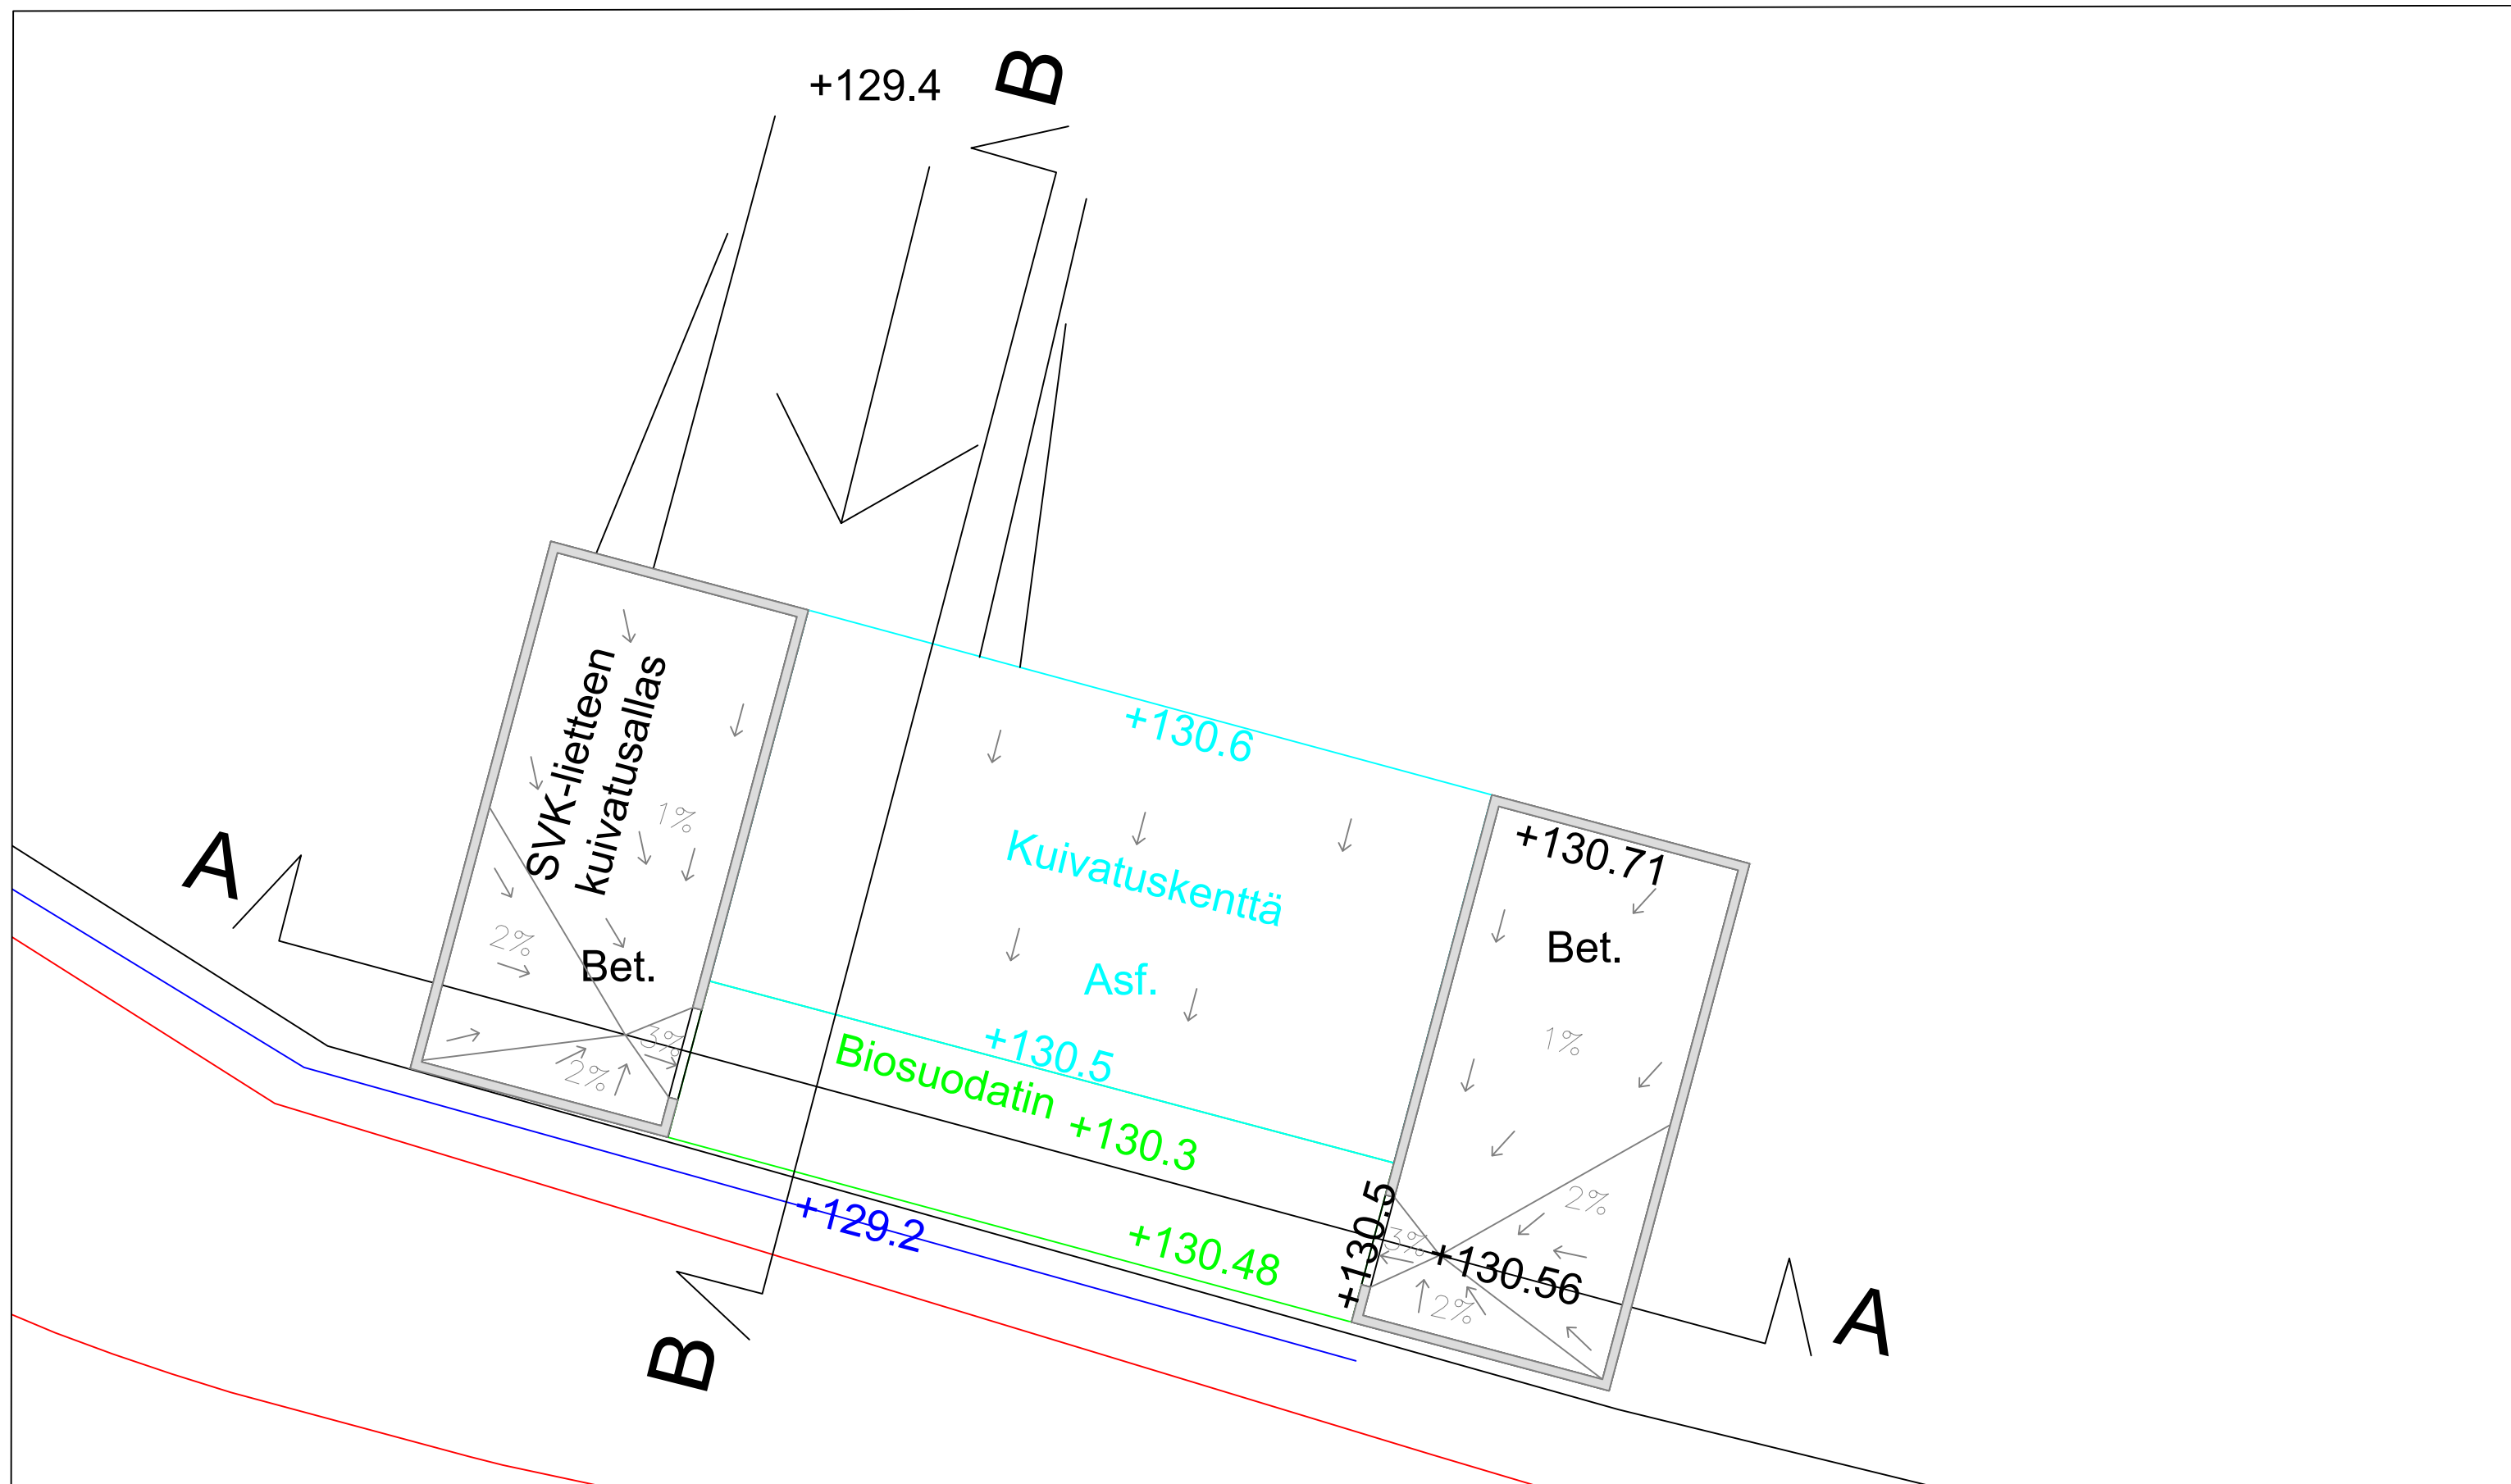 B
+129.4
SVK-lietteen
kuivatusallas
+130.6
1%
+130.71
Kuivatuskenttä
A
2%
Bet.
Bet.
Asf.
1%
3%
+130.5
Biosuodatin
2%
+130.3
2%
+129.2
+130.48
+130.5
3%
+130.56
2%
A
B